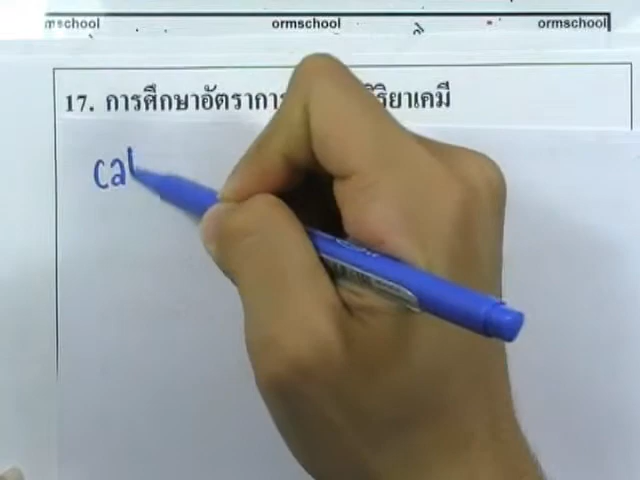 mschool ormschool ormschool
17. การศึกษาอัตราการ ริยาเคมี
cal